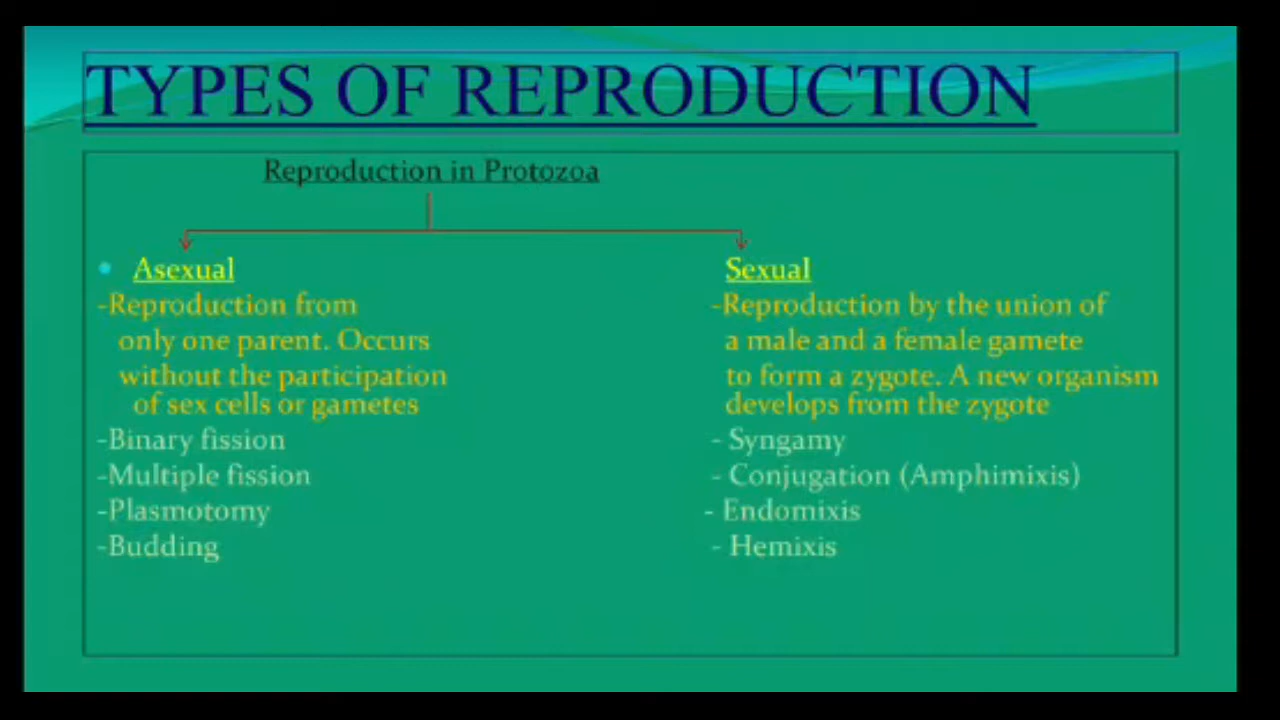 TYPES OF REPRODUCTION
Reproduction in Protozoa
• Asexual
-Reproduction from
only one parent. Occurs
without the participation
of sex cells or gametes
-Binary fission
-Multiple fission
-Plasmotomy
-Budding
Sexual
-Reproduction by the union of
a male and a female gamete
to form a zygote. A new organism
develops from the zygote
- Syngamy
- Conjugation (Amphimixis)
- Endomixis
- Hemixis